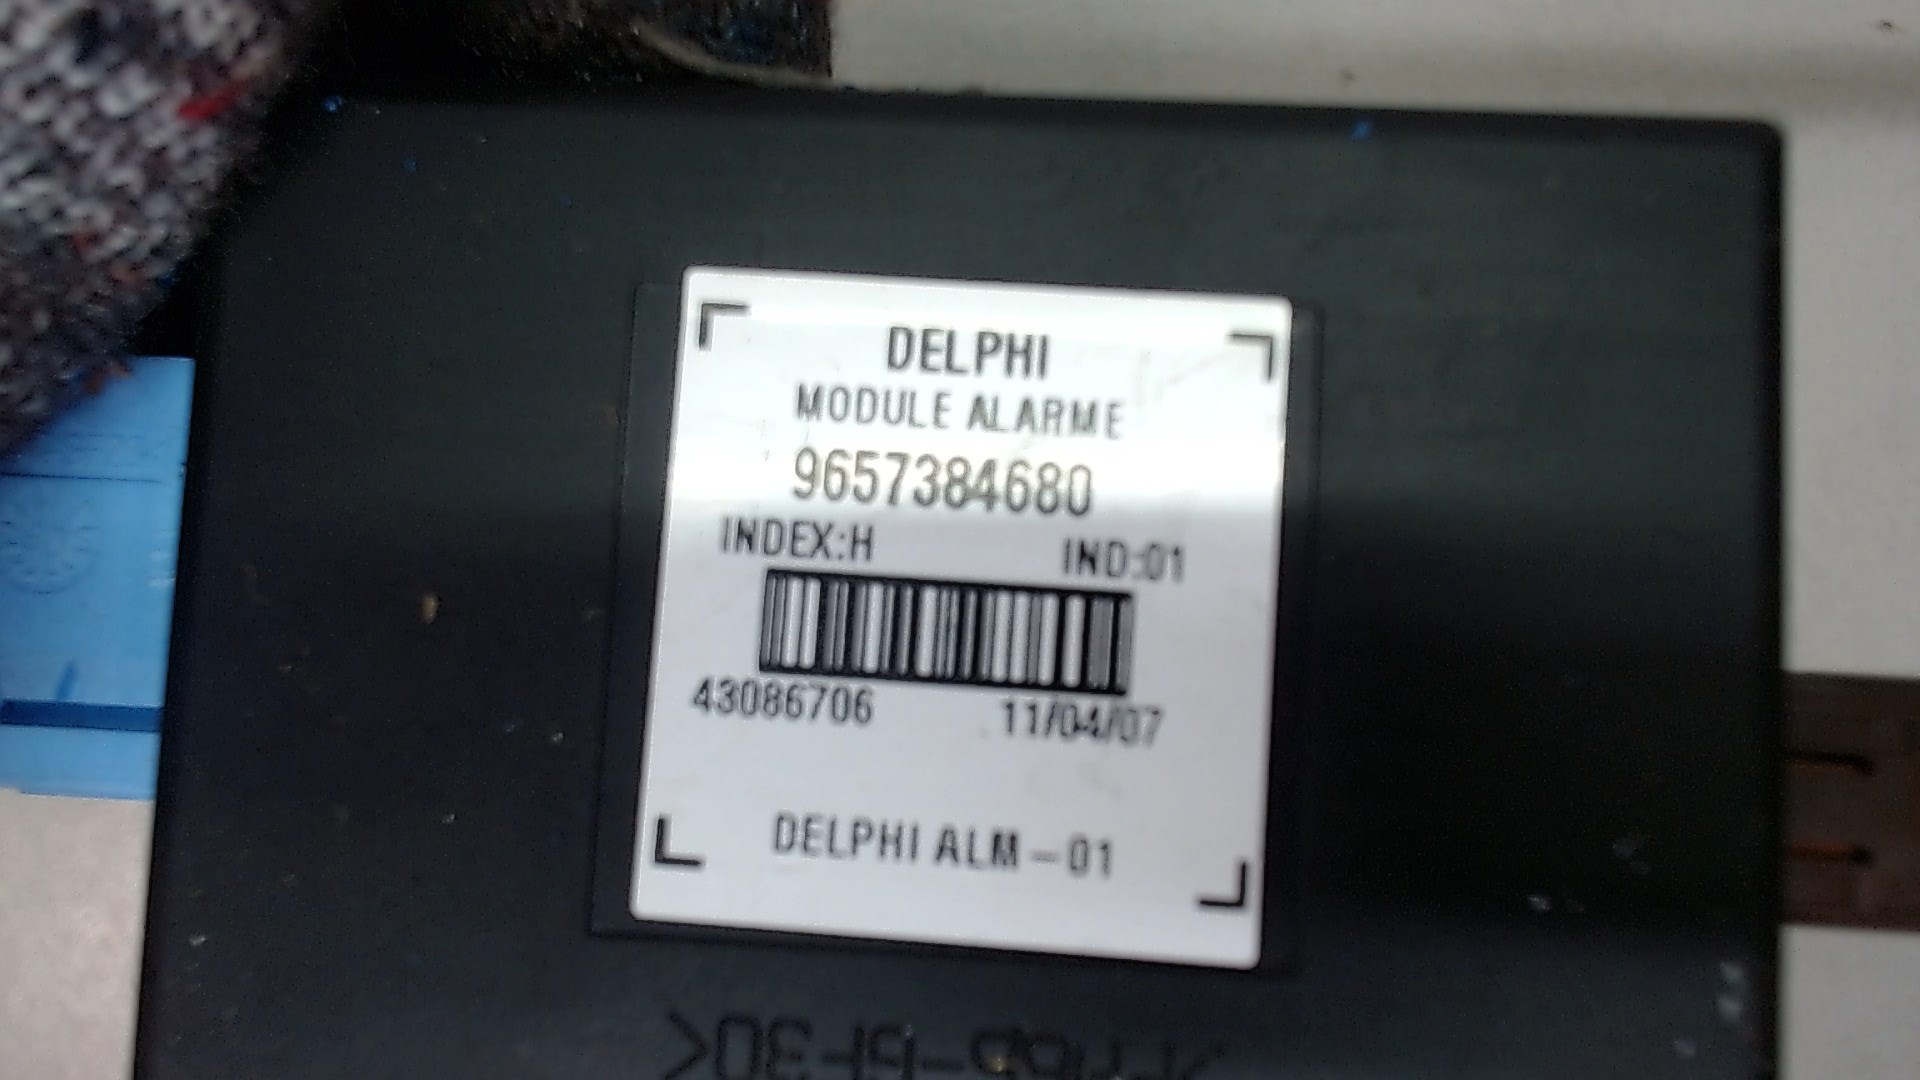 DELPHI
MODULE ALARME
9657384680
INDEX:H IND:01
43086706 11/04/07
DELPHI ALM-01